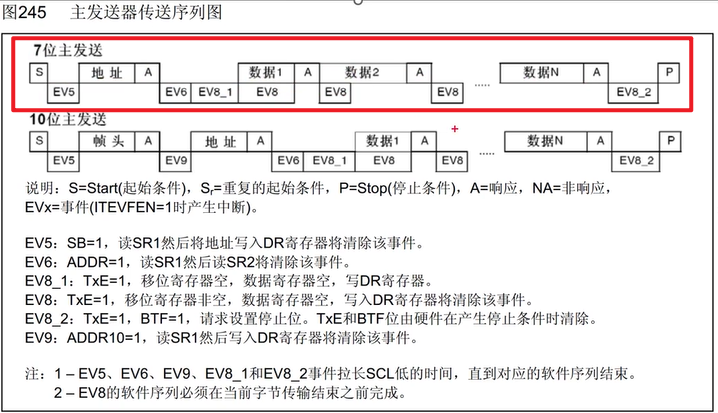 图245 主发送器传送序列图
7位主发送
S 地址 A 数据1 A 数据2 A 数据N A P
EV5 EV6 EV8_1 EV8 EV8 EV8 ..... EV8_2
10位主发送
S 帧头 A 地址 A 数据1 A 数据N A P
EV5 EV9 EV6 EV8_1 EV8 EV8 ..... EV8_2
说明：S=Start(起始条件)，Sr=重复的起始条件，P=Stop(停止条件)，A=响应，NA=非响应，
EVx=事件(ITEVFEN=1时产生中断)。
EV5：SB=1，读SR1然后将地址写入DR寄存器将清除该事件。
EV6：ADDR=1，读SR1然后读SR2将清除该事件。
EV8_1：TxE=1，移位寄存器空，数据寄存器空，写DR寄存器。
EV8：TxE=1，移位寄存器非空，数据寄存器空，写入DR寄存器将清除该事件。
EV8_2：TxE=1，BTF=1，请求设置停止位。TxE和BTF位由硬件在产生停止条件时清除。
EV9：ADDR10=1，读SR1然后写入DR寄存器将清除该事件。
注：1 – EV5、EV6、EV9、EV8_1和EV8_2事件拉长SCL低的时间，直到对应的软件序列结束。
2 – EV8的软件序列必须在当前字节传输结束之前完成。